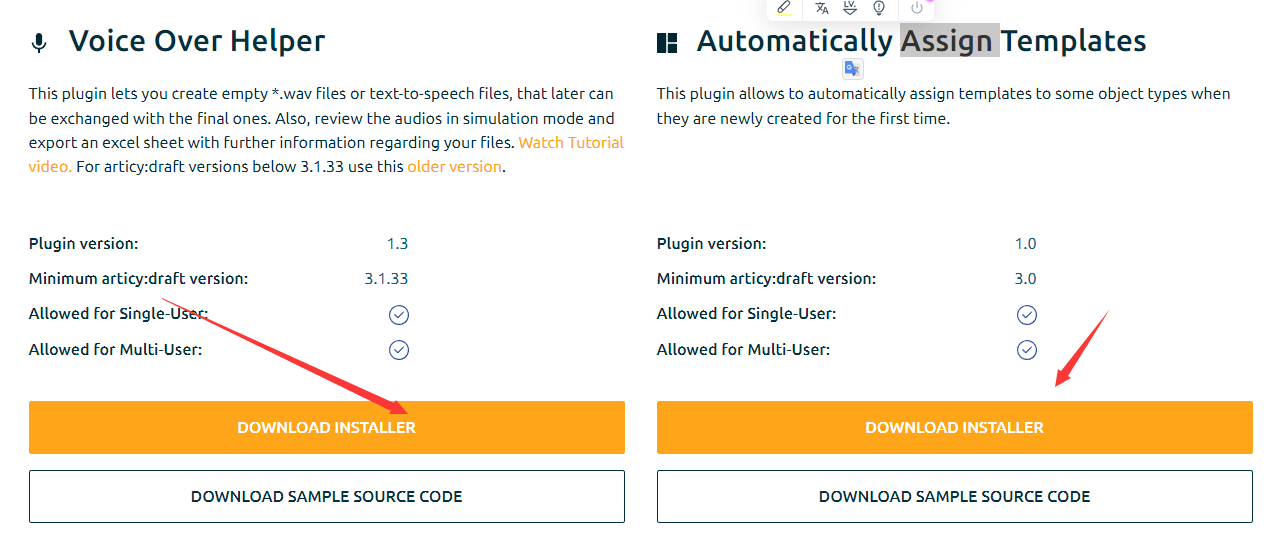 Voice Over Helper
This plugin lets you create empty *.wav files or text-to-speech files, that later can
be exchanged with the final ones. Also, review the audios in simulation mode and
export an excel sheet with further information regarding your files. Watch Tutorial
video. For articy:draft versions below 3.1.33 use this older version.
Plugin version: 1.3
Minimum articy:draft version: 3.1.33
Allowed for Single-User:
Allowed for Multi-User:
DOWNLOAD INSTALLER
DOWNLOAD SAMPLE SOURCE CODE
LV.
Automatically Assign Templates
This plugin allows to automatically assign templates to some object types when
they are newly created for the first time.
Plugin version: 1.0
Minimum articy:draft version: 3.0
Allowed for Single-User:
Allowed for Multi-User:
DOWNLOAD INSTALLER
DOWNLOAD SAMPLE SOURCE CODE